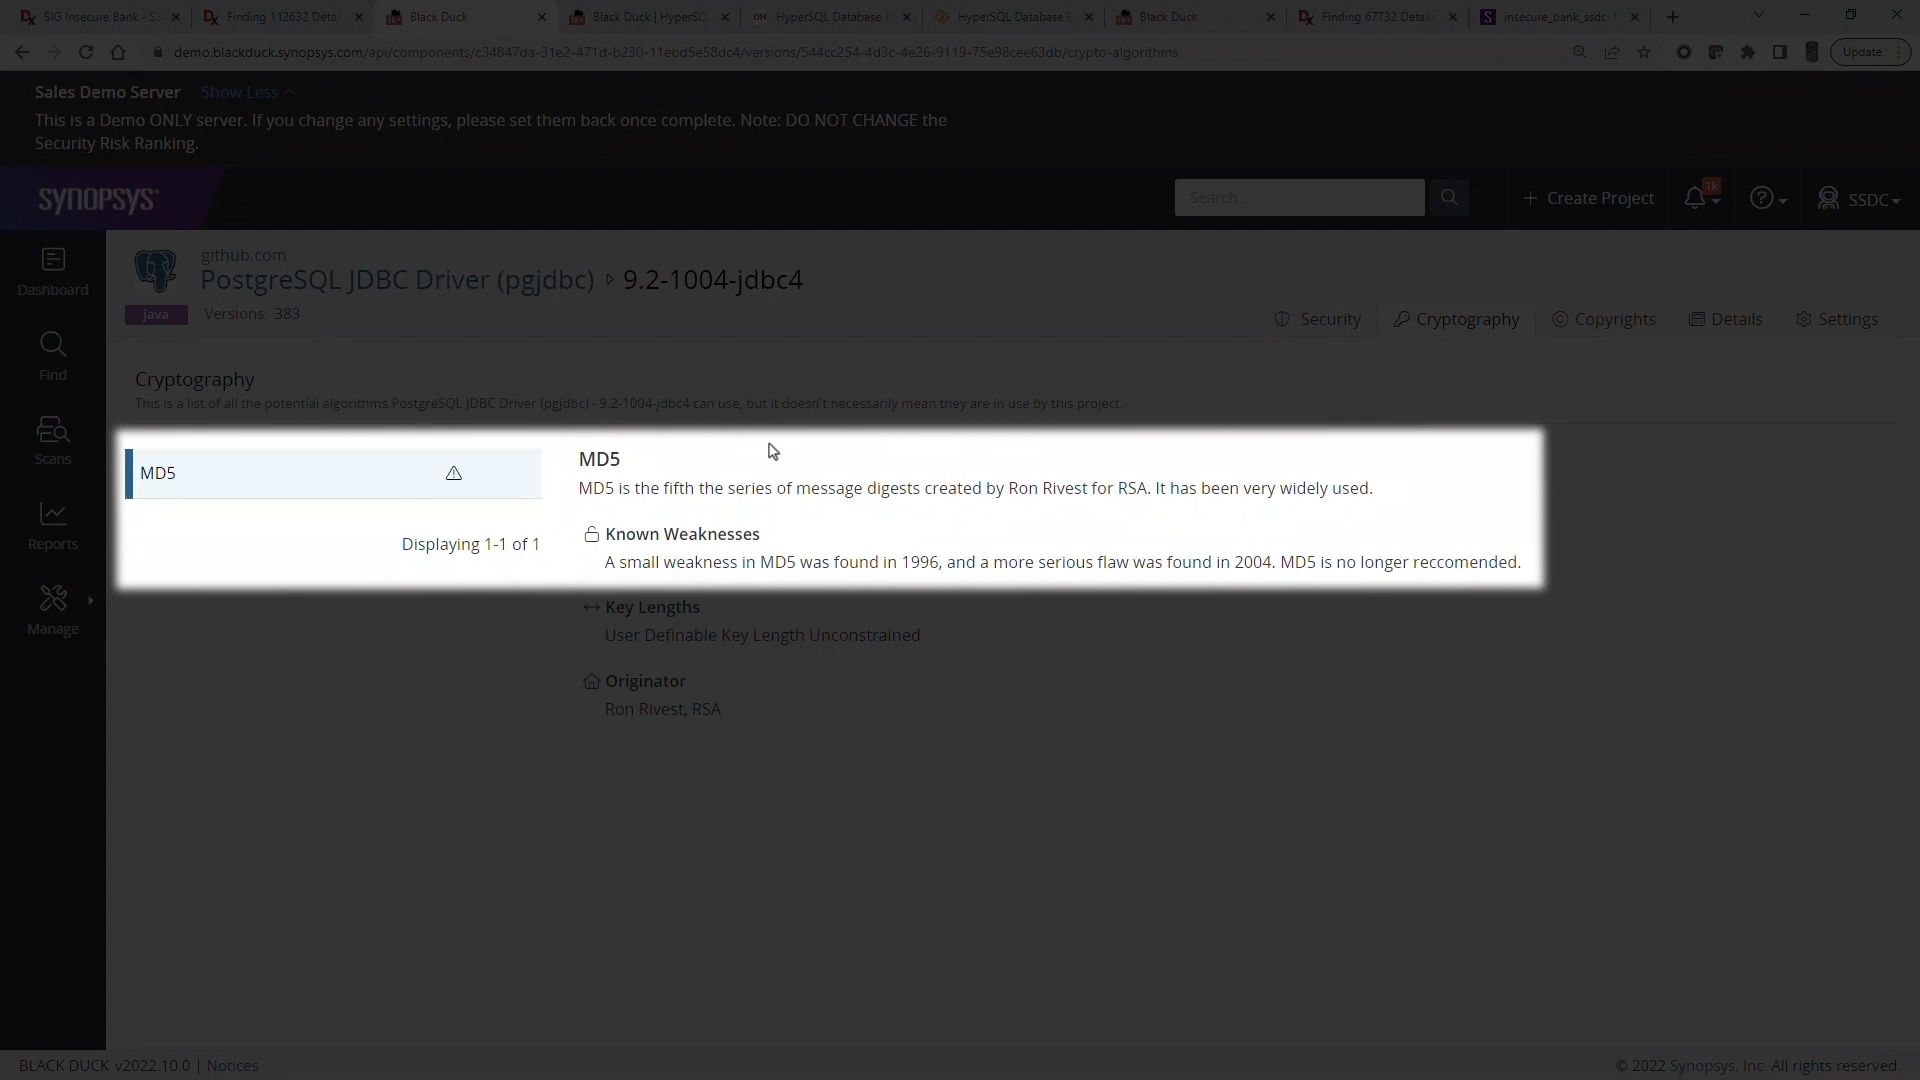 SIG Insecure Bank - S
Finding 112632 Deta
Black Duck
Black Duck | HyperSQ
HyperSQL Database E
HyperSQL Database E
Black Duck
Finding 67732 Details
insecure_bank_ssdc-
demo.blackduck.synopsys.com/api/components/c34847da-31e2-471d-b230-11ebd5e58dc4/versions/544cc254-4d3c-4e26-9119-75e98cee63db/crypto-algorithms
Update
Sales Demo Server Show Less
This is a Demo ONLY server. If you change any settings, please set them back once complete. Note: DO NOT CHANGE the
Security Risk Ranking.
SYNOPSYS
Search...
+ Create Project
1k
SSDC
Dashboard
Find
Scans
Reports
Manage
github.com
PostgreSQL JDBC Driver (pgjdbc) 9.2-1004-jdbc4
java
Versions: 383
Security
Cryptography
Copyrights
Details
Settings
Cryptography
This is a list of all the potential algorithms PostgreSQL JDBC Driver (pgjdbc) - 9.2-1004-jdbc4 can use, but it doesn't necessarily mean they are in use by this project.
MD5
Displaying 1-1 of 1
MD5
MD5 is the fifth the series of message digests created by Ron Rivest for RSA. It has been very widely used.
Known Weaknesses
A small weakness in MD5 was found in 1996, and a more serious flaw was found in 2004. MD5 is no longer reccomended.
Key Lengths
User Definable Key Length Unconstrained
Originator
Ron Rivest, RSA
BLACK DUCK v2022.10.0 | Notices
© 2022 Synopsys, Inc. All rights reserved.